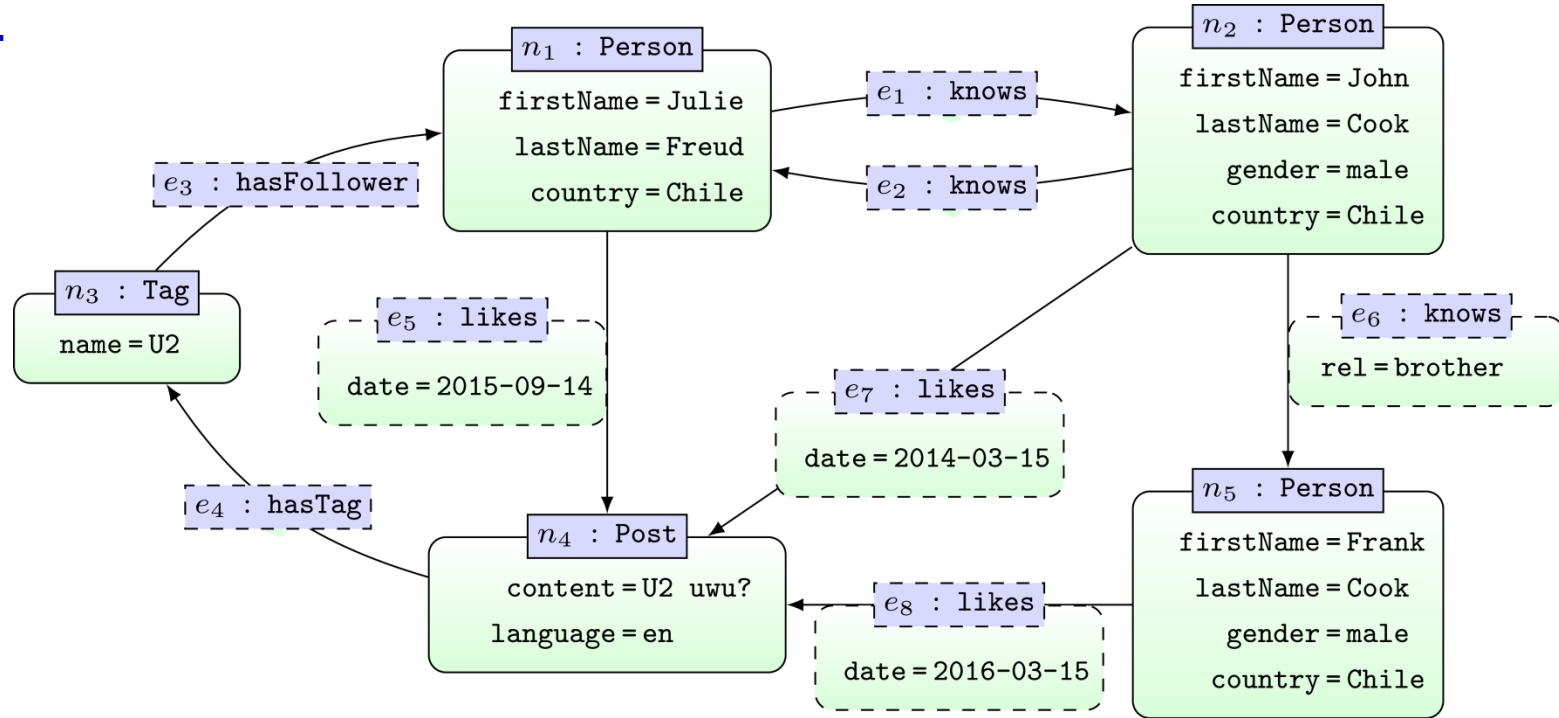 n₁ : Person
firstName = Julie
lastName = Freud
country = Chile
e₁ : knows
e₂ : knows
n₂ : Person
firstName = John
lastName = Cook
gender = male
country = Chile
e₃ : hasFollower
n₃ : Tag
name = U2
e₅ : likes
date = 2015-09-14
e₇ : likes
date = 2014-03-15
e₆ : knows
rel = brother
e₄ : hasTag
n₄ : Post
content = U2 uwu?
language = en
e₈ : likes
date = 2016-03-15
n₅ : Person
firstName = Frank
lastName = Cook
gender = male
country = Chile